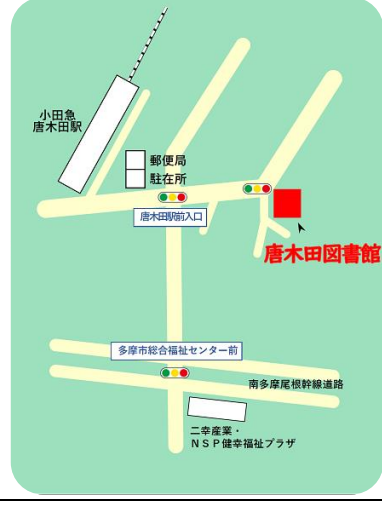 小田急
唐木田駅
郵便局
駐在所
唐木田駅前入口
唐木田図書館
多摩市総合福祉センター前
南多摩尾根幹線道路
二幸産業・
ＮＳＰ健幸福祉プラザ